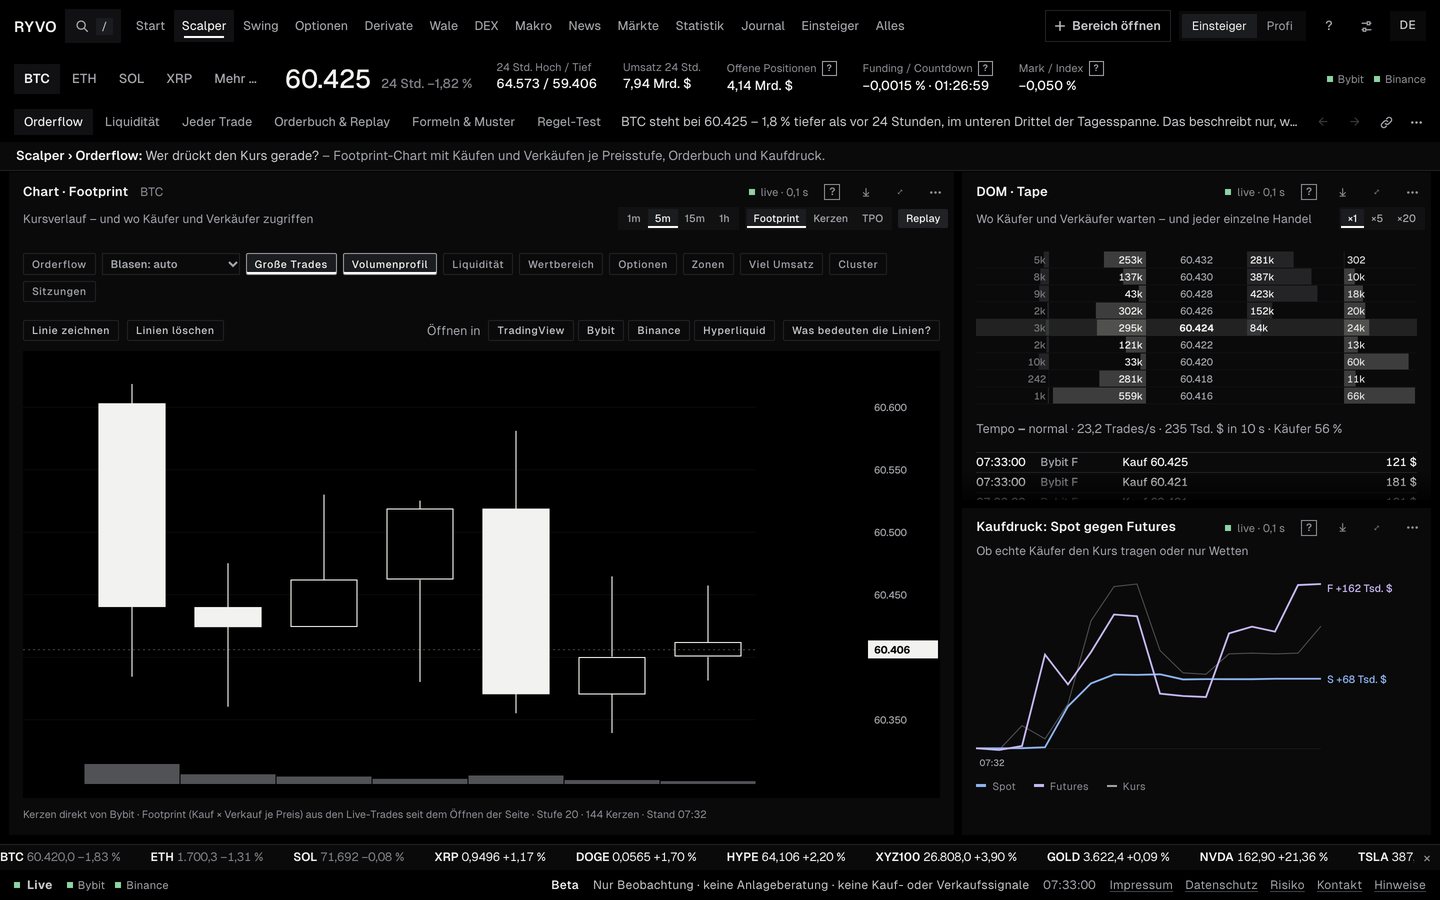 RYVO / Start Scalper Swing Optionen Derivate Wale DEX Makro News Märkte Statistik Journal Einsteiger Alles + Bereich öffnen Einsteiger Profi ? DE
BTC ETH SOL XRP Mehr ... 60.425 24 Std. −1,82 %
24 Std. Hoch / Tief
64.573 / 59.406
Umsatz 24 Std.
7,94 Mrd. $
Offene Positionen ?
4,14 Mrd. $
Funding / Countdown ?
−0,0015 % · 01:26:59
Mark / Index ?
−0,050 %
Bybit Binance
Orderflow Liquidität Jeder Trade Orderbuch & Replay Formeln & Muster Regel-Test BTC steht bei 60.425 – 1,8 % tiefer als vor 24 Stunden, im unteren Drittel der Tagesspanne. Das beschreibt nur, w...
Scalper › Orderflow: Wer drückt den Kurs gerade? – Footprint-Chart mit Käufen und Verkäufen je Preisstufe, Orderbuch und Kaufdruck.
Chart · Footprint BTC live · 0,1 s ?
Kursverlauf – und wo Käufer und Verkäufer zugriffen 1m 5m 15m 1h Footprint Kerzen TPO Replay
Orderflow Blasen: auto Große Trades Volumenprofil Liquidität Wertbereich Optionen Zonen Viel Umsatz Cluster
Sitzungen
Linie zeichnen Linien löschen Öffnen in TradingView Bybit Binance Hyperliquid Was bedeuten die Linien?
60.600
60.550
60.500
60.450
60.406
60.350
Kerzen direkt von Bybit · Footprint (Kauf × Verkauf je Preis) aus den Live-Trades seit dem Öffnen der Seite · Stufe 20 · 144 Kerzen · Stand 07:32
DOM · Tape live · 0,1 s ?
Wo Käufer und Verkäufer warten – und jeder einzelne Handel ×1 ×5 ×20
5k 253k 60.432 281k 302
8k 137k 60.430 387k 10k
9k 43k 60.428 423k 18k
2k 302k 60.426 152k 20k
3k 295k 60.424 84k 24k
2k 121k 60.422 13k
10k 33k 60.420 60k
242 281k 60.418 11k
1k 559k 60.416 66k
Tempo – normal · 23,2 Trades/s · 235 Tsd. $ in 10 s · Käufer 56 %
07:33:00 Bybit F Kauf 60.425 121 $
07:33:00 Bybit F Kauf 60.421 181 $
Kaufdruck: Spot gegen Futures live · 0,1 s ?
Ob echte Käufer den Kurs tragen oder nur Wetten
F +162 Tsd. $
S +68 Tsd. $
07:32
Spot Futures Kurs
BTC 60.420,0 −1,83 % ETH 1.700,3 −1,31 % SOL 71,692 −0,08 % XRP 0,9496 +1,17 % DOGE 0,0565 +1,70 % HYPE 64,106 +2,20 % XYZ100 26.808,0 +3,90 % GOLD 3.622,4 +0,09 % NVDA 162,90 +21,36 % TSLA 387 ×
Live Bybit Binance Beta Nur Beobachtung · keine Anlageberatung · keine Kauf- oder Verkaufssignale 07:33:00 Impressum Datenschutz Risiko Kontakt Hinweise